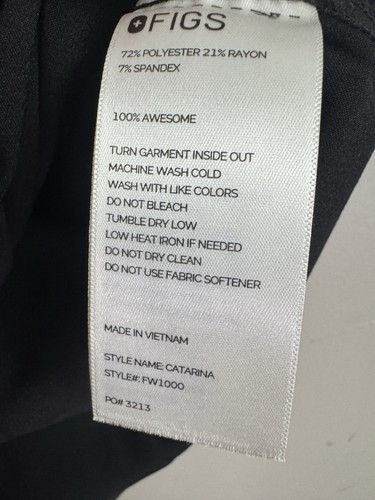 FIGS
72% POLYESTER 21% RAYON
7% SPANDEX
100% AWESOME
TURN GARMENT INSIDE OUT
MACHINE WASH COLD
WASH WITH LIKE COLORS
DO NOT BLEACH
TUMBLE DRY LOW
LOW HEAT IRON IF NEEDED
DO NOT DRY CLEAN
DO NOT USE FABRIC SOFTENER
MADE IN VIETNAM
STYLE NAME: CATARINA
STYLE#: FW1000
PO# 3213